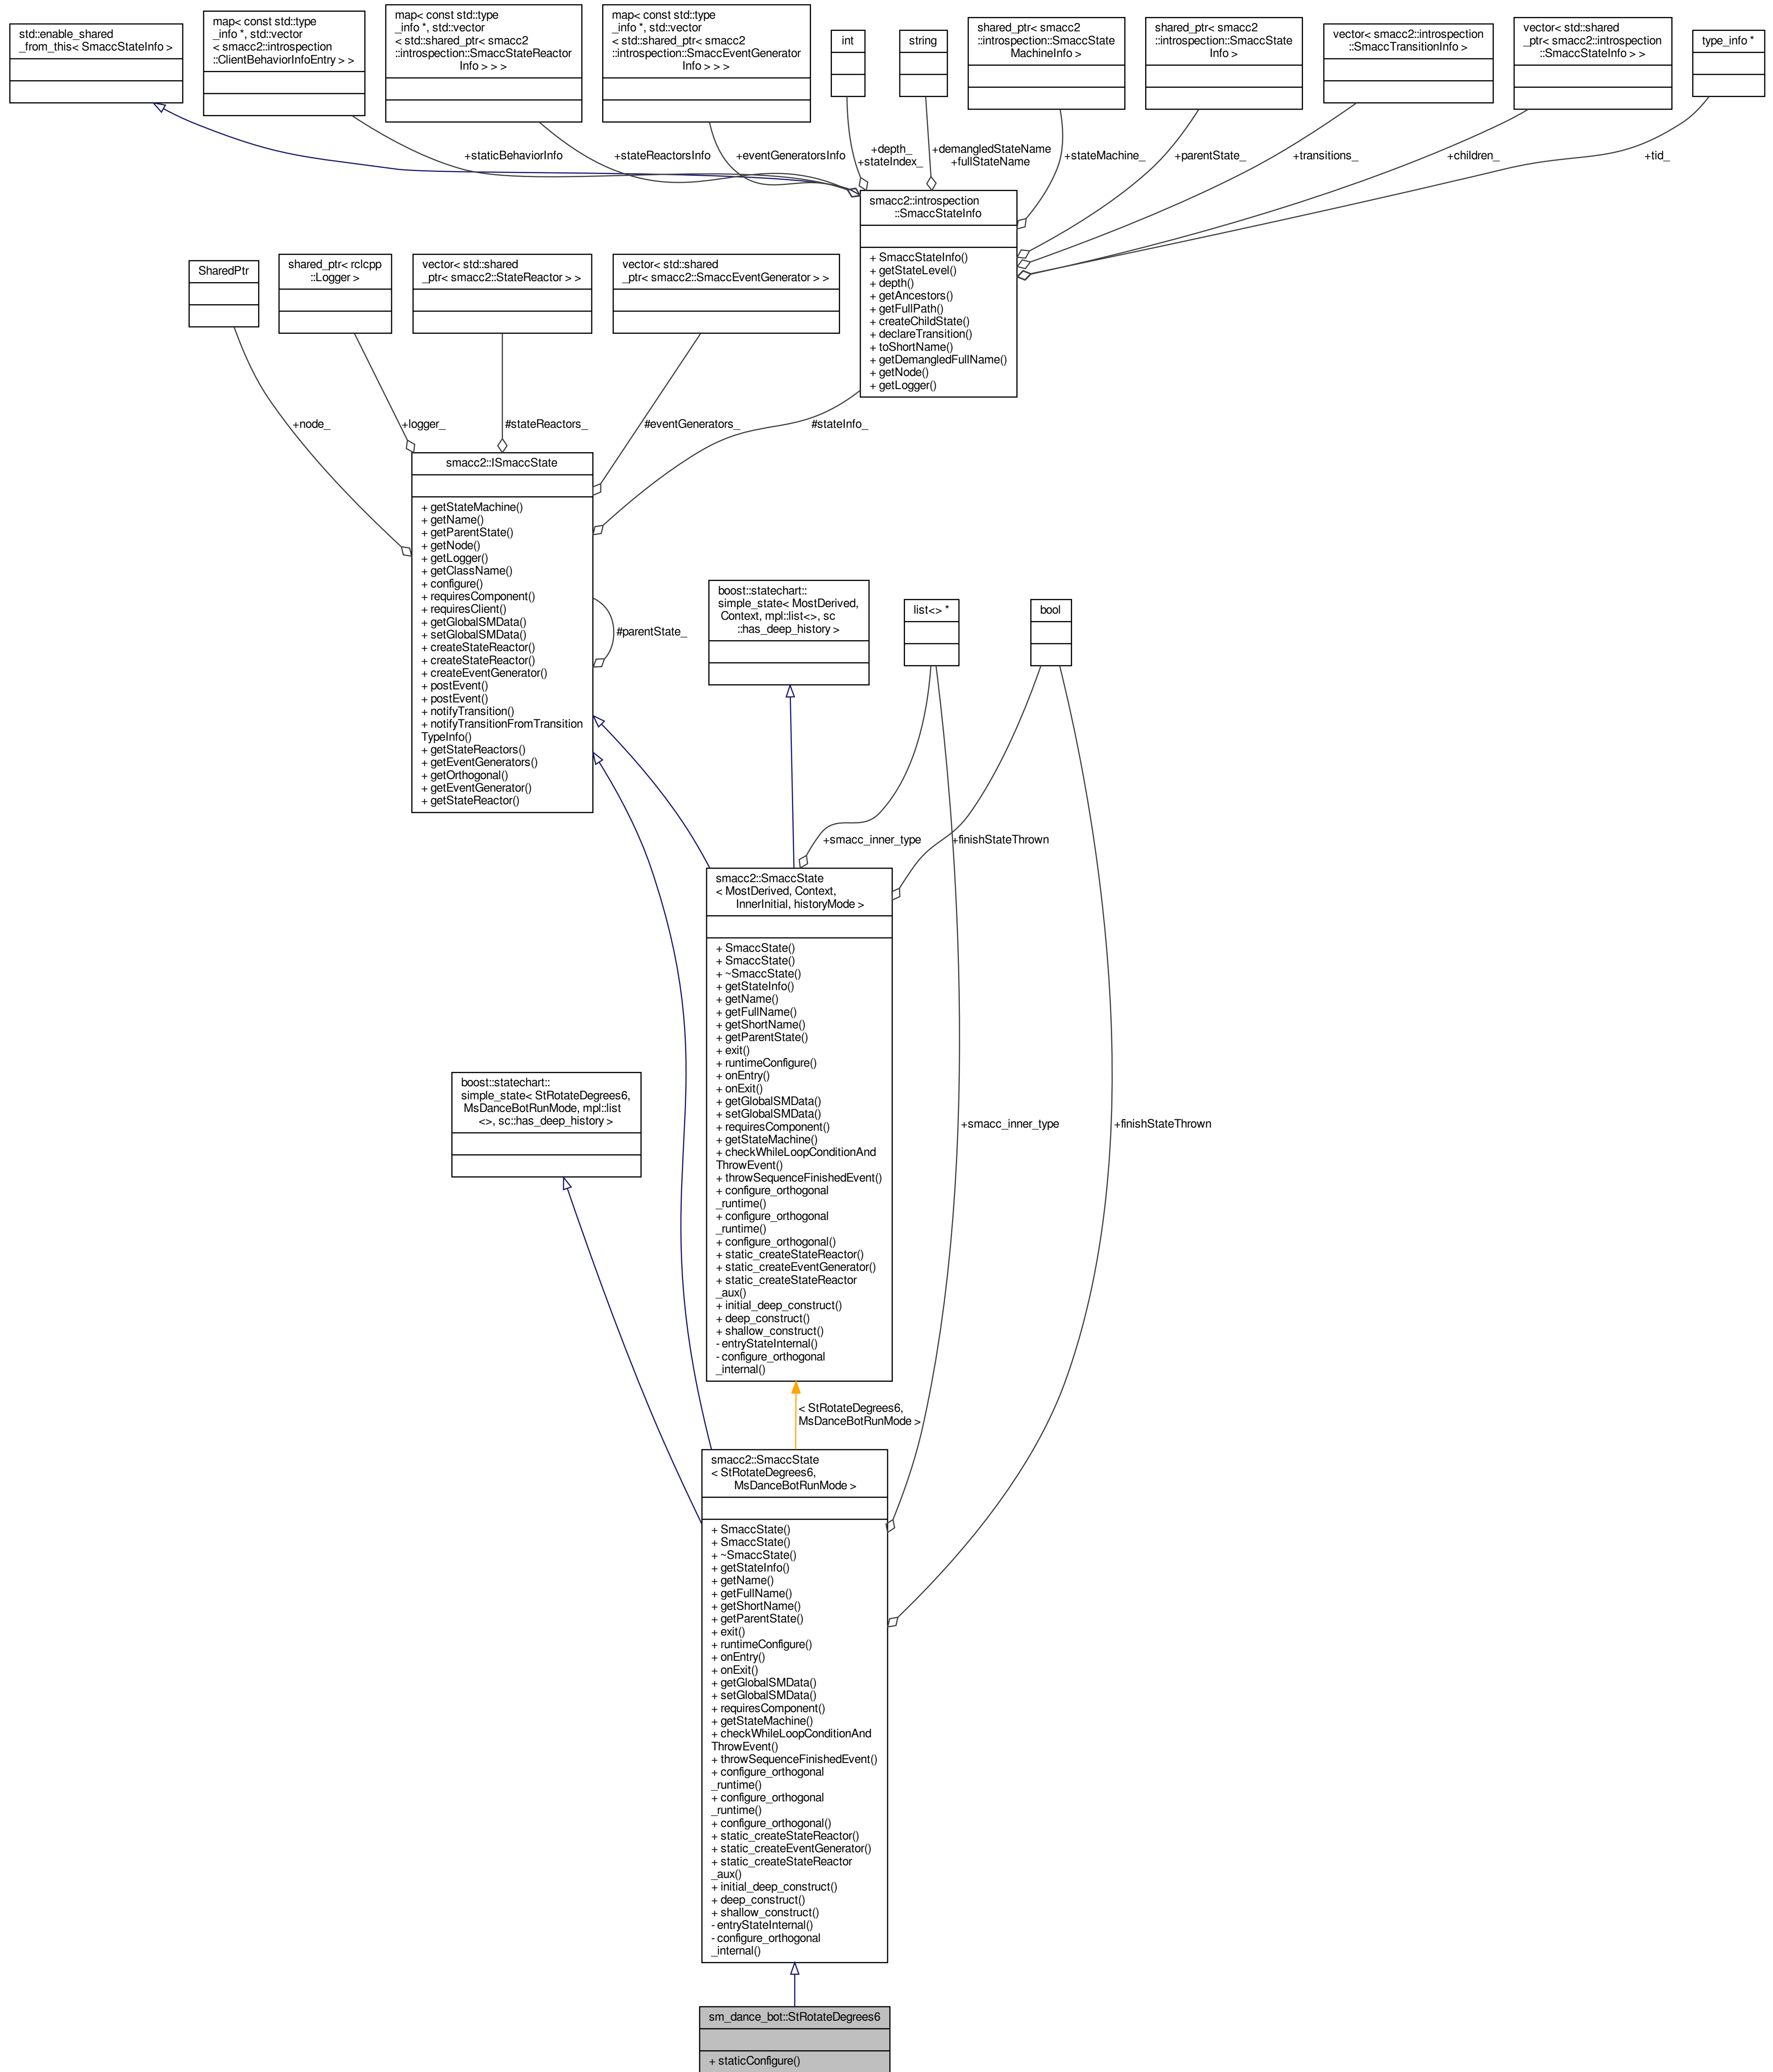 std::enable_shared
_from_this< SmaccStateInfo >
map< const std::type
_info *, std::vector
< smacc2::introspection
::ClientBehaviorInfoEntry > >
map< const std::type
_info *, std::vector
< std::shared_ptr< smacc2
::introspection::SmaccStateReactor
Info > > >
map< const std::type
_info *, std::vector
< std::shared_ptr< smacc2
::introspection::SmaccEventGenerator
Info > > >
int
string
shared_ptr< smacc2
::introspection::SmaccState
MachineInfo >
shared_ptr< smacc2
::introspection::SmaccState
Info >
vector< smacc2::introspection
::SmaccTransitionInfo >
vector< std::shared
_ptr< smacc2::introspection
::SmaccStateInfo > >
type_info *
+staticBehaviorInfo
+stateReactorsInfo
+eventGeneratorsInfo
+depth_
+stateIndex_
+demangledStateName
+fullStateName
+stateMachine_
+parentState_
+transitions_
+children_
+tid_
smacc2::introspection
::SmaccStateInfo
+ SmaccStateInfo()
+ getStateLevel()
+ depth()
+ getAncestors()
+ getFullPath()
+ createChildState()
+ declareTransition()
+ toShortName()
+ getDemangledFullName()
+ getNode()
+ getLogger()
SharedPtr
shared_ptr< rclcpp
::Logger >
vector< std::shared
_ptr< smacc2::StateReactor > >
vector< std::shared
_ptr< smacc2::SmaccEventGenerator > >
+node_
+logger_
#stateReactors_
#eventGenerators_
#stateInfo_
smacc2::ISmaccState
+ getStateMachine()
+ getName()
+ getParentState()
+ getNode()
+ getLogger()
+ getClassName()
+ configure()
+ requiresComponent()
+ requiresClient()
+ getGlobalSMData()
+ setGlobalSMData()
+ createStateReactor()
+ createStateReactor()
+ createEventGenerator()
+ postEvent()
+ postEvent()
+ notifyTransition()
+ notifyTransitionFromTransition
TypeInfo()
+ getStateReactors()
+ getEventGenerators()
+ getOrthogonal()
+ getEventGenerator()
+ getStateReactor()
#parentState_
boost::statechart::
simple_state< MostDerived,
Context, mpl::list<>, sc
::has_deep_history >
list<> *
bool
+smacc_inner_type
+finishStateThrown
smacc2::SmaccState
< MostDerived, Context,
InnerInitial, historyMode >
+ SmaccState()
+ SmaccState()
+ ~SmaccState()
+ getStateInfo()
+ getName()
+ getFullName()
+ getShortName()
+ getParentState()
+ exit()
+ runtimeConfigure()
+ onEntry()
+ onExit()
+ getGlobalSMData()
+ setGlobalSMData()
+ requiresComponent()
+ getStateMachine()
+ checkWhileLoopConditionAnd
ThrowEvent()
+ throwSequenceFinishedEvent()
+ configure_orthogonal
_runtime()
+ configure_orthogonal
_runtime()
+ configure_orthogonal()
+ static_createStateReactor()
+ static_createEventGenerator()
+ static_createStateReactor
_aux()
+ initial_deep_construct()
+ deep_construct()
+ shallow_construct()
- entryStateInternal()
- configure_orthogonal
_internal()
boost::statechart::
simple_state< StRotateDegrees6,
MsDanceBotRunMode, mpl::list
<>, sc::has_deep_history >
+smacc_inner_type
+finishStateThrown
< StRotateDegrees6,
MsDanceBotRunMode >
smacc2::SmaccState
< StRotateDegrees6,
MsDanceBotRunMode >
+ SmaccState()
+ SmaccState()
+ ~SmaccState()
+ getStateInfo()
+ getName()
+ getFullName()
+ getShortName()
+ getParentState()
+ exit()
+ runtimeConfigure()
+ onEntry()
+ onExit()
+ getGlobalSMData()
+ setGlobalSMData()
+ requiresComponent()
+ getStateMachine()
+ checkWhileLoopConditionAnd
ThrowEvent()
+ throwSequenceFinishedEvent()
+ configure_orthogonal
_runtime()
+ configure_orthogonal
_runtime()
+ configure_orthogonal()
+ static_createStateReactor()
+ static_createEventGenerator()
+ static_createStateReactor
_aux()
+ initial_deep_construct()
+ deep_construct()
+ shallow_construct()
- entryStateInternal()
- configure_orthogonal
_internal()
sm_dance_bot::StRotateDegrees6
+ staticConfigure()